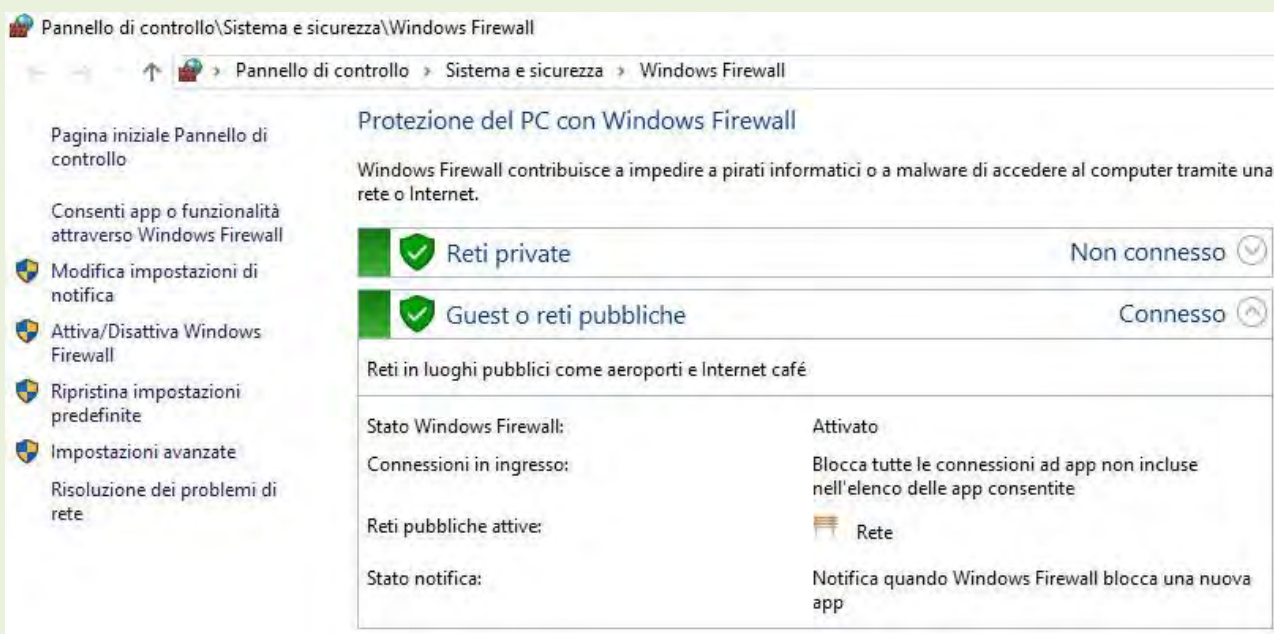 Pannello di controllo\Sistema e sicurezza\Windows Firewall
Pannello di controllo › Sistema e sicurezza › Windows Firewall
Pagina iniziale Pannello di
controllo
Consenti app o funzionalità
attraverso Windows Firewall
Modifica impostazioni di
notifica
Attiva/Disattiva Windows
Firewall
Ripristina impostazioni
predefinite
Impostazioni avanzate
Risoluzione dei problemi di
rete
Protezione del PC con Windows Firewall
Windows Firewall contribuisce a impedire a pirati informatici o a malware di accedere al computer tramite una
rete o Internet.
Reti private Non connesso
Guest o reti pubbliche Connesso
Reti in luoghi pubblici come aeroporti e Internet café
Stato Windows Firewall: Attivato
Connessioni in ingresso: Blocca tutte le connessioni ad app non incluse
nell'elenco delle app consentite
Reti pubbliche attive: Rete
Stato notifica: Notifica quando Windows Firewall blocca una nuova
app